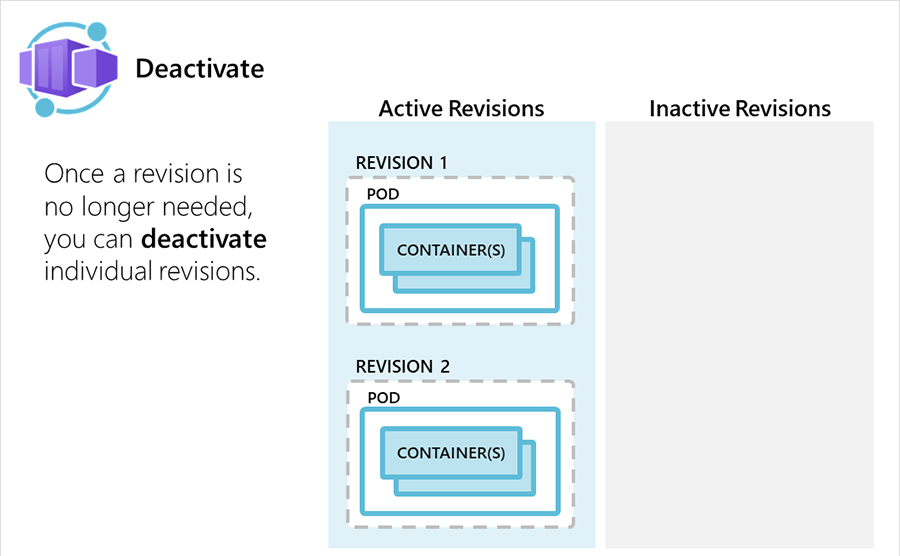 Deactivate
Once a revision is
no longer needed,
you can deactivate
individual revisions.
Active Revisions
REVISION 1
POD
CONTAINER(S)
REVISION 2
POD
CONTAINER(S)
Inactive Revisions